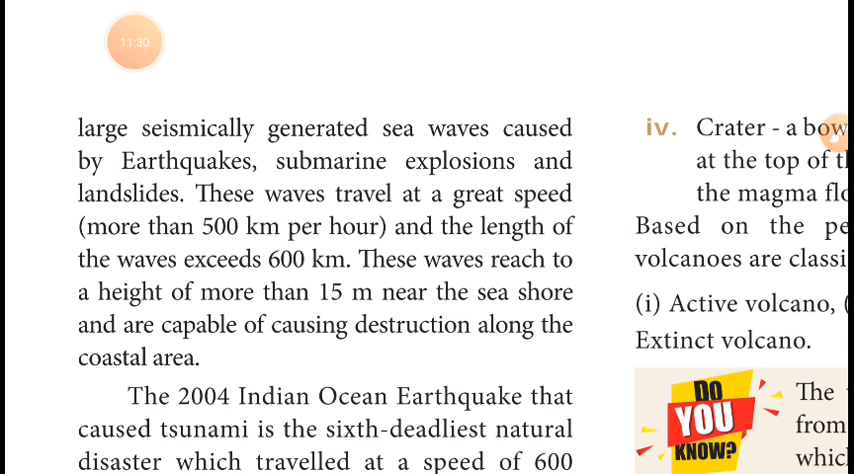 11:30
large seismically generated sea waves caused
by Earthquakes, submarine explosions and
landslides. These waves travel at a great speed
(more than 500 km per hour) and the length of
the waves exceeds 600 km. These waves reach to
a height of more than 15 m near the sea shore
and are capable of causing destruction along the
coastal area.
The 2004 Indian Ocean Earthquake that
caused tsunami is the sixth-deadliest natural
disaster which travelled at a speed of 600
iv. Crater - a bow
at the top of
the magma
Based on the
volcanoes are
(i) Active volcano,
Extinct volcano.
DO
YOU
KNOW?
The
from